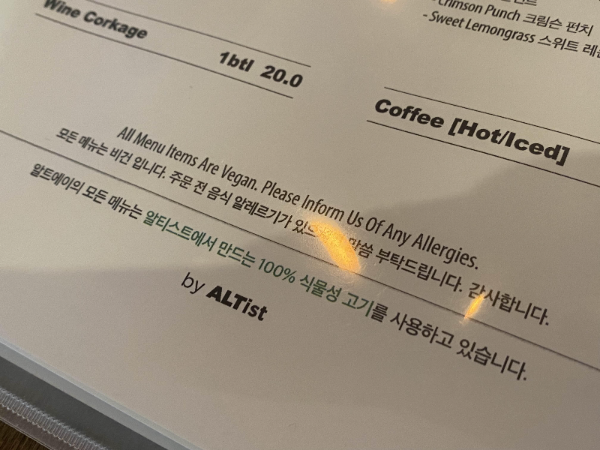 Wine Corkage
1btl 20.0
- Crimson Punch 크림슨 펀치
- Sweet Lemongrass 스위트
Coffee [Hot/Iced]
All Menu Items Are Vegan. Please Inform Us Of Any Allergies.
모든 메뉴는 비건 입니다. 주문 전 음식 알레르기가 말씀 부탁드립니다. 감사합니다.
알트에이의 모든 메뉴는 알티스트에서 만드는 100% 식물성 고기를 사용하고 있습니다.
by ALTist